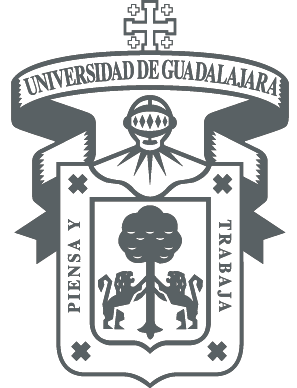 UNIVERSIDAD DE GUADALAJARA
PIENSA Y
TRABAJA